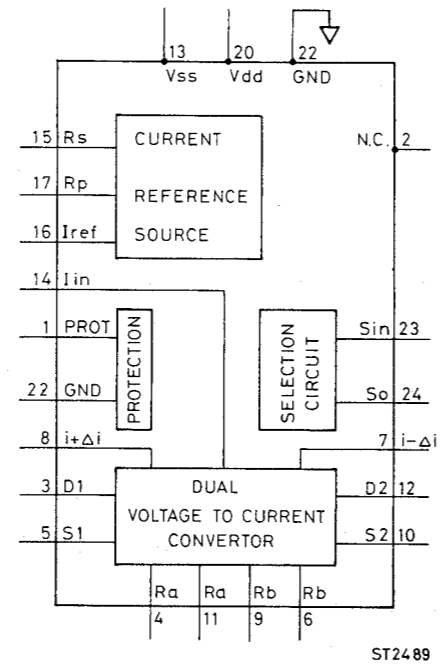 13 20 22
Vss Vdd GND
N.C. 2
15 Rs CURRENT
17 Rp REFERENCE
16 Iref SOURCE
14 Iin
1 PROT
PROTECTION
SELECTION
CIRCUIT
Sin 23
22 GND
So 24
8 i+Δi
7 i-Δi
3 D1 DUAL D2 12
VOLTAGE TO CURRENT
5 S1 CONVERTOR S2 10
Ra Ra Rb Rb
4 11 9 6
ST2489